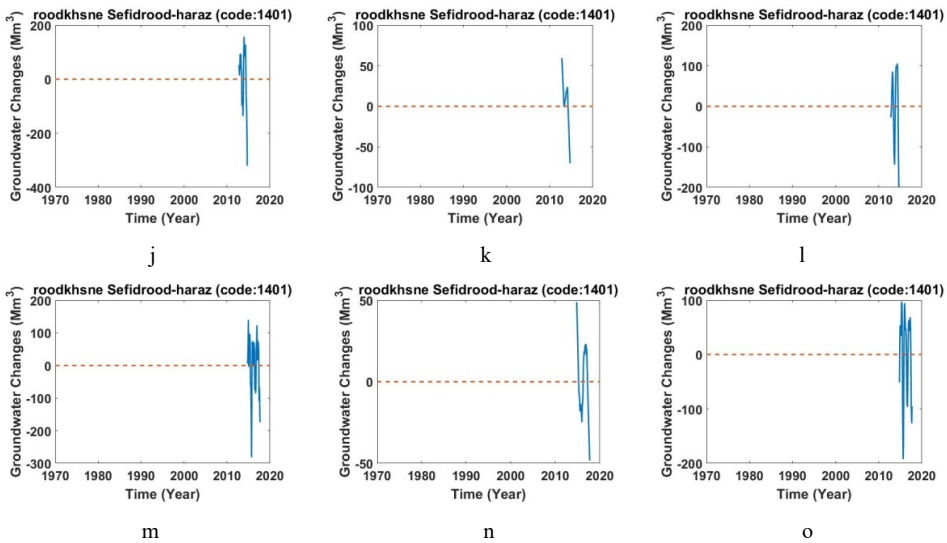 roodkhsne Sefidrood-haraz (code:1401) roodkhsne Sefidrood-haraz (code:1401) roodkhsne Sefidrood-haraz (code:1401)
Groundwater Changes (Mm³)
200
0
-200
-400
1970 1980 1990 2000 2010 2020
Time (Year)
j
Groundwater Changes (Mm³)
100
50
0
-50
-100
1970 1980 1990 2000 2010 2020
Time (Year)
k
Groundwater Changes (Mm³)
200
100
0
-100
-200
1970 1980 1990 2000 2010 2020
Time (Year)
l
roodkhsne Sefidrood-haraz (code:1401) roodkhsne Sefidrood-haraz (code:1401) roodkhsne Sefidrood-haraz (code:1401)
Groundwater Changes (Mm³)
200
100
0
-100
-200
-300
1970 1980 1990 2000 2010 2020
Time (Year)
m
Groundwater Changes (Mm³)
50
0
-50
1970 1980 1990 2000 2010 2020
Time (Year)
n
Groundwater Changes (Mm³)
100
0
-100
-200
1970 1980 1990 2000 2010 2020
Time (Year)
o